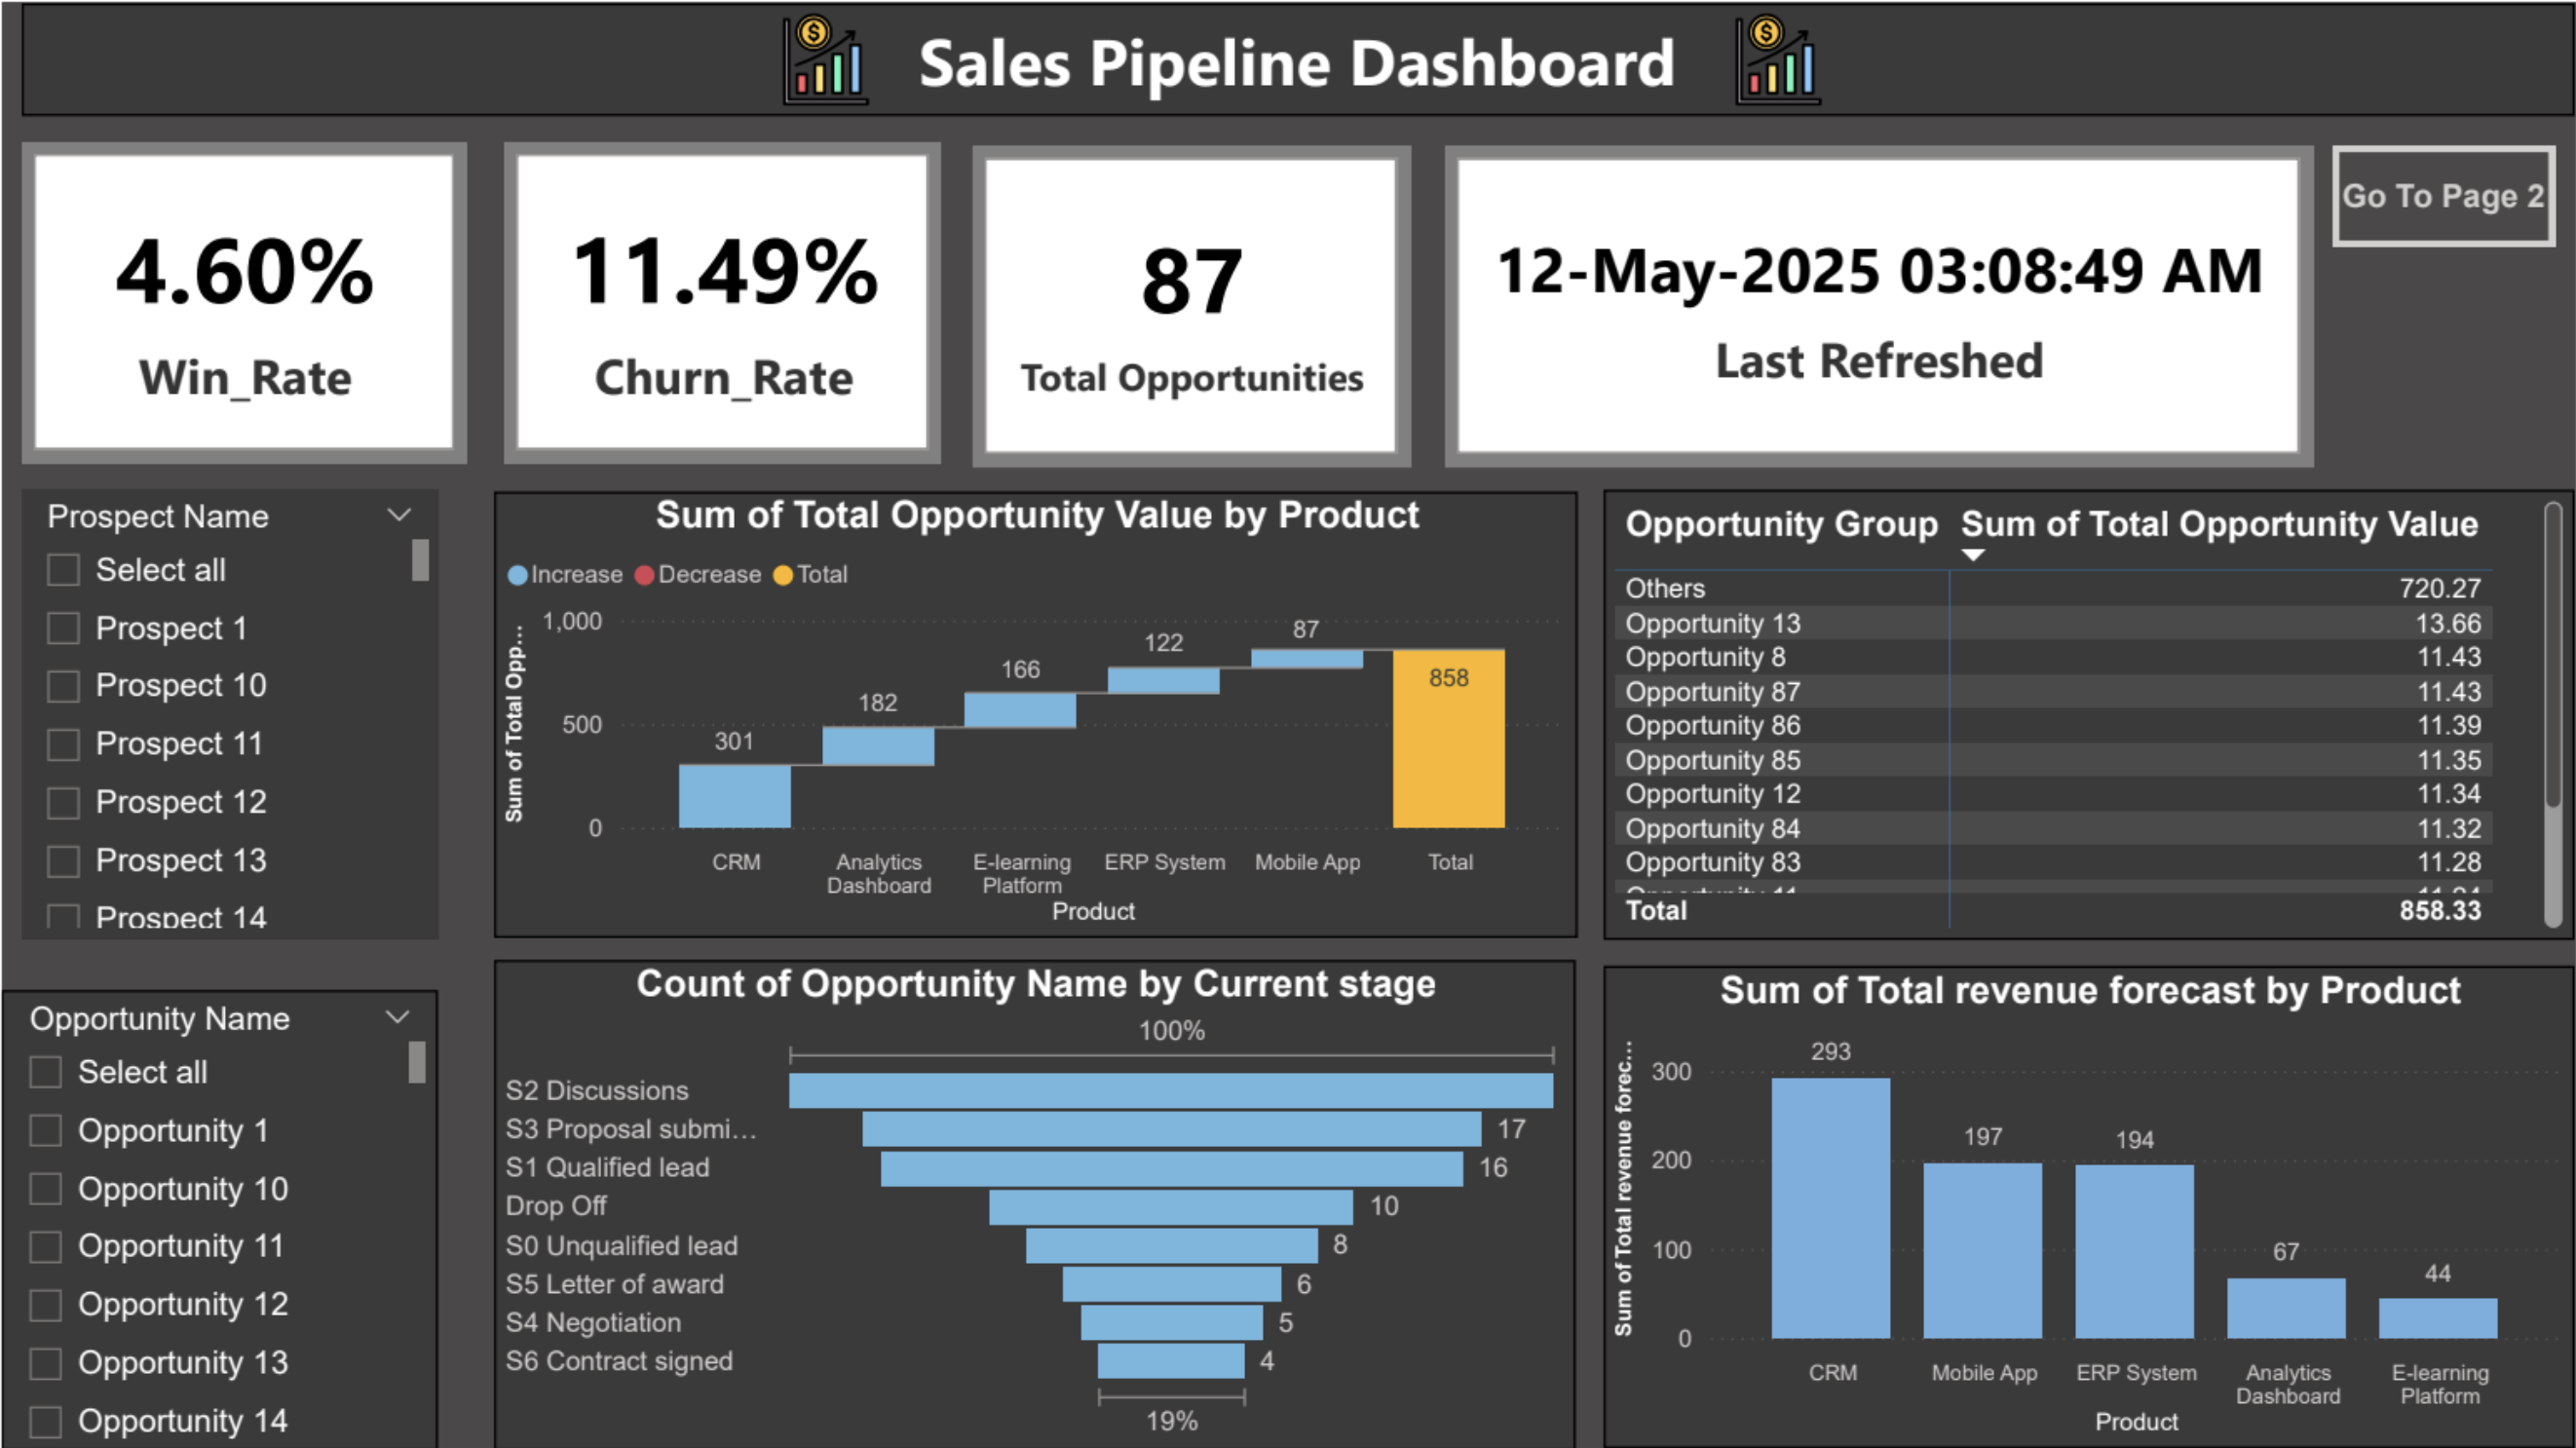 Sales Pipeline Dashboard
4.60%
Win_Rate
11.49%
Churn_Rate
87
Total Opportunities
12-May-2025 03:08:49 AM
Last Refreshed
Go To Page 2
Prospect Name
Select all
Prospect 1
Prospect 10
Prospect 11
Prospect 12
Prospect 13
Prospect 14
Sum of Total Opportunity Value by Product
Increase Decrease Total
Sum of Total Opp...
1,000
500
0
301
182
166
122
87
858
CRM
Analytics
Dashboard
E-learning
Platform
ERP System
Mobile App
Total
Product
Opportunity Group Sum of Total Opportunity Value
Others 720.27
Opportunity 13 13.66
Opportunity 8 11.43
Opportunity 87 11.43
Opportunity 86 11.39
Opportunity 85 11.35
Opportunity 12 11.34
Opportunity 84 11.32
Opportunity 83 11.28
Total 858.33
Opportunity Name
Select all
Opportunity 1
Opportunity 10
Opportunity 11
Opportunity 12
Opportunity 13
Opportunity 14
Count of Opportunity Name by Current stage
100%
S2 Discussions
S3 Proposal submi... 17
S1 Qualified lead 16
Drop Off 10
S0 Unqualified lead 8
S5 Letter of award 6
S4 Negotiation 5
S6 Contract signed 4
19%
Sum of Total revenue forecast by Product
Sum of Total revenue forec...
300
200
100
0
293
197
194
67
44
CRM
Mobile App
ERP System
Analytics
Dashboard
E-learning
Platform
Product